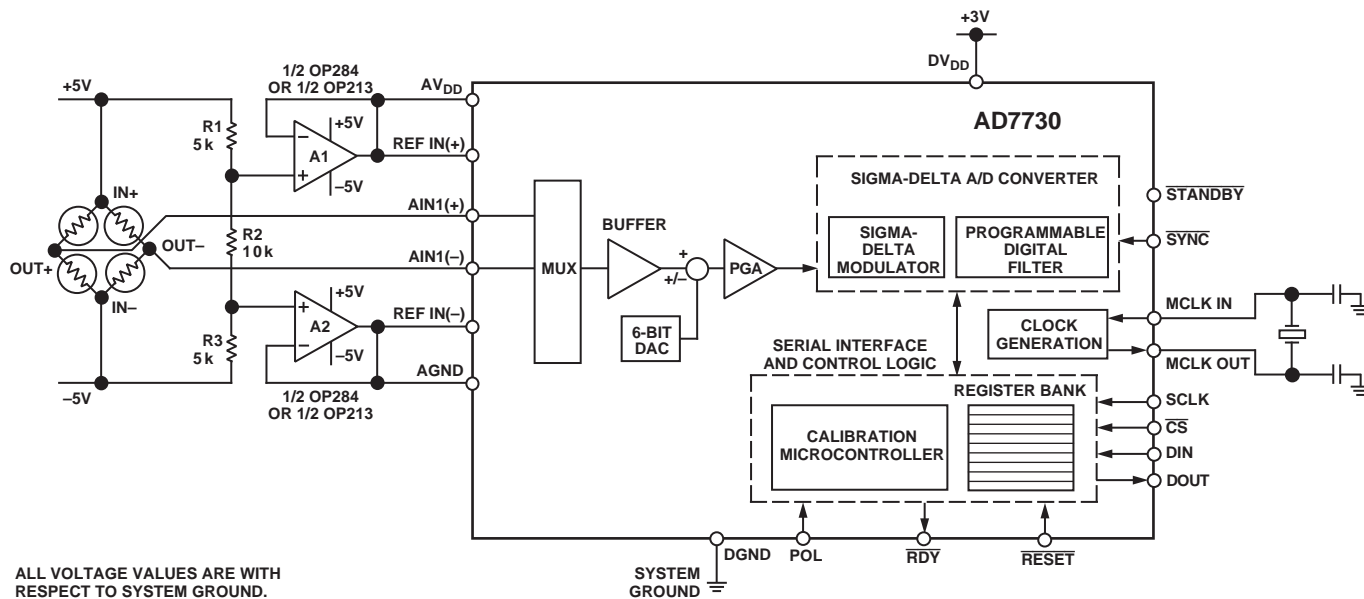 +3V
DVDD
1/2 OP284
OR 1/2 OP213
AVDD
+5V
AD7730
R1
5k
+5V
−
A1
+
−5V
REF IN(+)
SIGMA-DELTA A/D CONVERTER
STANDBY
IN+
AIN1(+)
BUFFER
SIGMA-
DELTA
MODULATOR
PROGRAMMABLE
DIGITAL
FILTER
SYNC
R2
10k
OUT−
OUT+
AIN1(−)
MUX
+
+/−
PGA
IN−
+5V
+
A2
−
−5V
REF IN(−)
6-BIT
DAC
MCLK IN
CLOCK
GENERATION
MCLK OUT
R3
5k
SERIAL INTERFACE
AND CONTROL LOGIC
AGND
−5V
1/2 OP284
OR 1/2 OP213
REGISTER BANK
SCLK
CALIBRATION
MICROCONTROLLER
CS
DIN
DOUT
DGND
POL
RDY
RESET
SYSTEM
GROUND
ALL VOLTAGE VALUES ARE WITH
RESPECT TO SYSTEM GROUND.